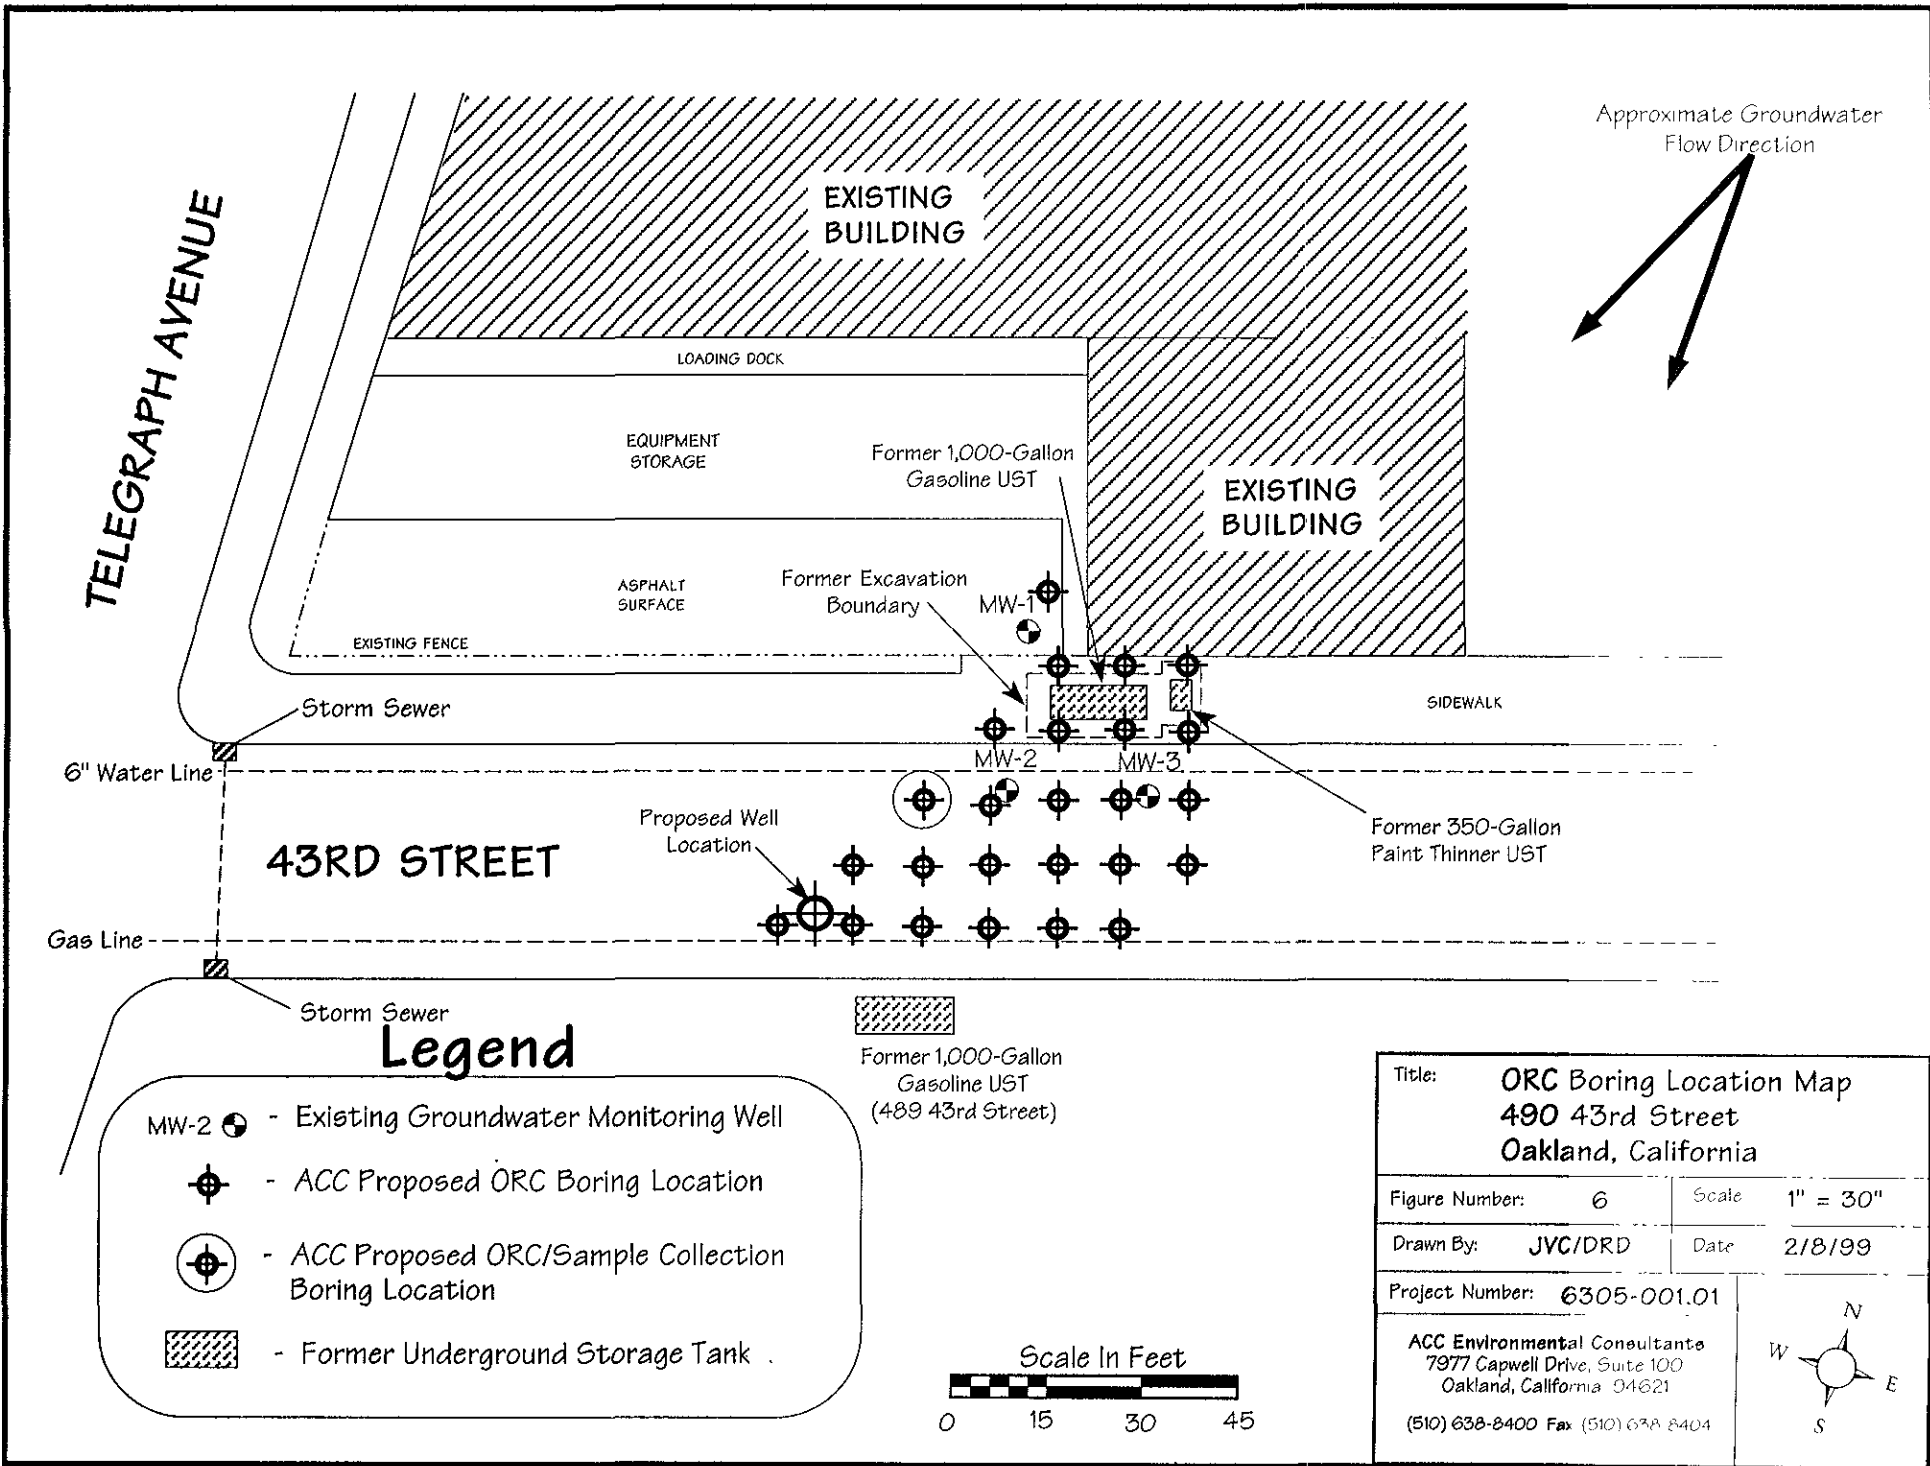 Approximate Groundwater
Flow Direction
EXISTING
BUILDING
TELEGRAPH AVENUE
LOADING DOCK
EQUIPMENT
STORAGE
Former 1,000-Gallon
Gasoline UST
EXISTING
BUILDING
ASPHALT
SURFACE
Former Excavation
Boundary
MW-1
EXISTING FENCE
Storm Sewer
SIDEWALK
6" Water Line
MW-2
MW-3
Proposed Well
Location
Former 350-Gallon
Paint Thinner UST
43RD STREET
Gas Line
Storm Sewer
Former 1,000-Gallon
Gasoline UST
(489 43rd Street)
Legend
MW-2 - Existing Groundwater Monitoring Well
- ACC Proposed ORC Boring Location
- ACC Proposed ORC/Sample Collection
Boring Location
- Former Underground Storage Tank
Scale In Feet
0 15 30 45
Title: ORC Boring Location Map
490 43rd Street
Oakland, California
Figure Number: 6 Scale 1" = 30"
Drawn By: JVC/DRD Date 2/8/99
Project Number: 6305-001.01
ACC Environmental Consultants
7977 Capwell Drive, Suite 100
Oakland, California 94621
(510) 638-8400 Fax (510) 638 8404
N
W
E
S